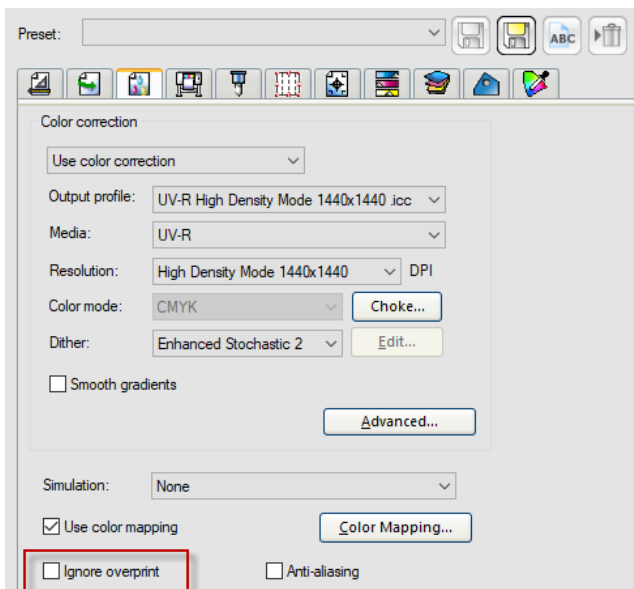 Preset:
ABC
Color correction
Use color correction
Output profile: UV-R High Density Mode 1440x1440 .icc
Media: UV-R
Resolution: High Density Mode 1440x1440 DPI
Color mode: CMYK Choke...
Dither: Enhanced Stochastic 2 Edit...
Smooth gradients
Advanced...
Simulation: None
Use color mapping Color Mapping...
Ignore overprint Anti-aliasing